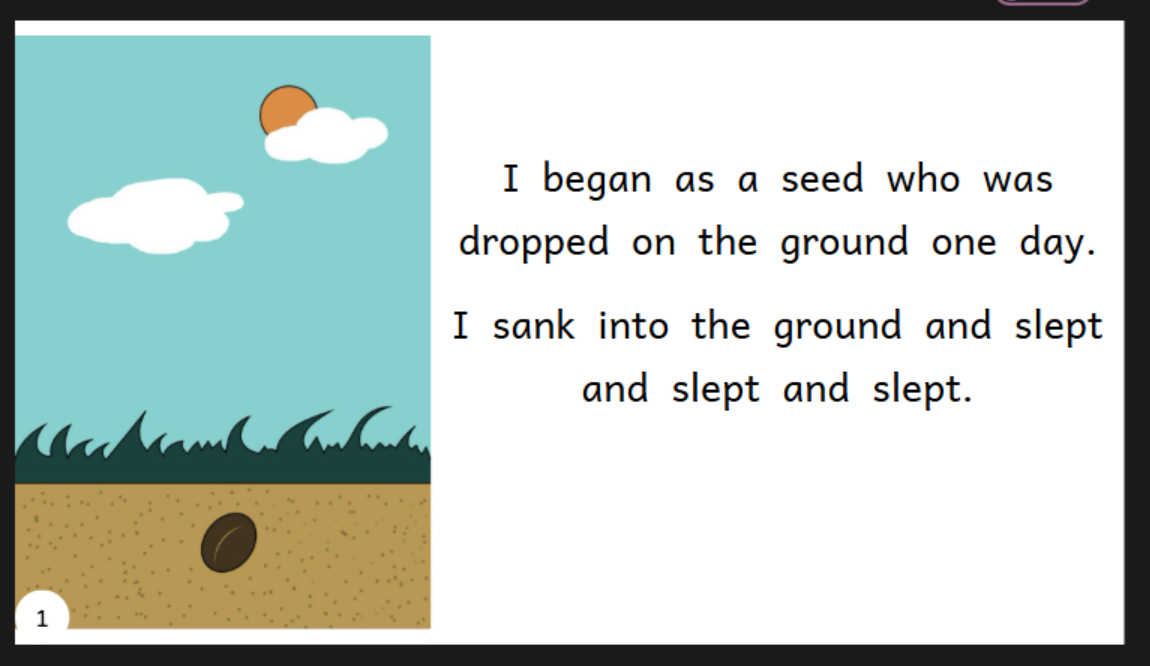 I began as a seed who was
dropped on the ground one day.
I sank into the ground and slept
and slept and slept.
1